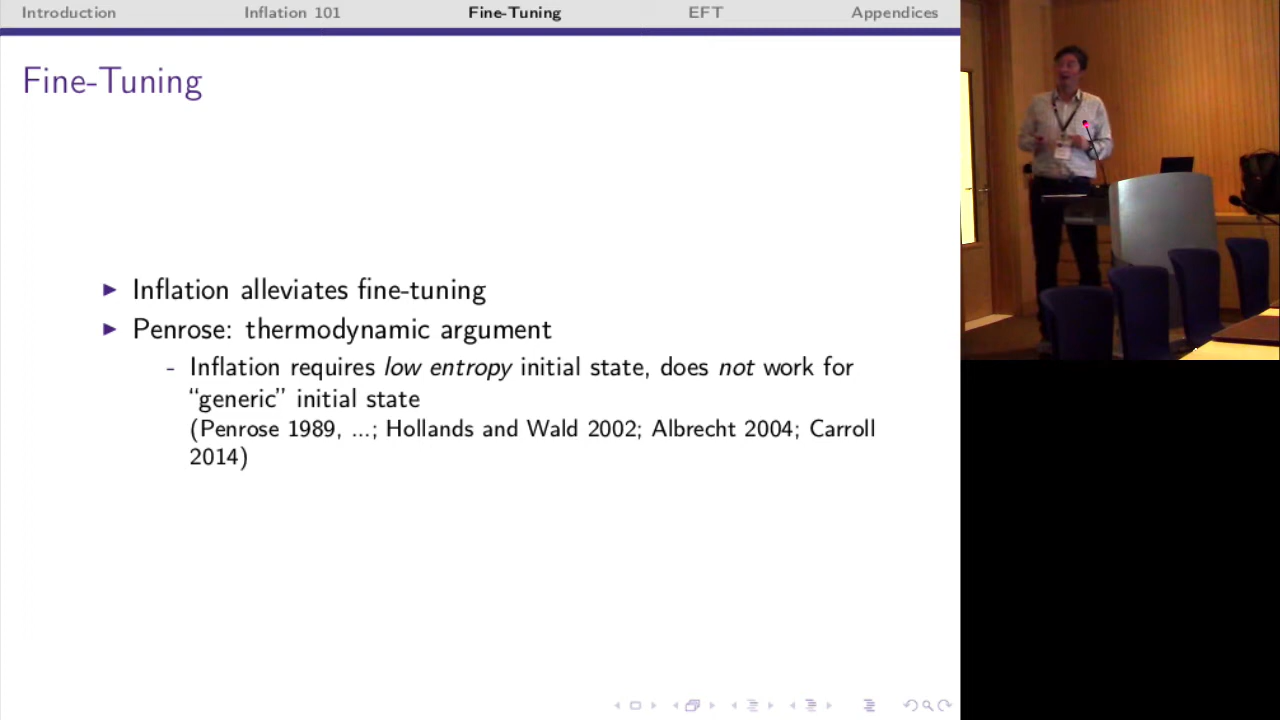 Introduction Inflation 101 Fine-Tuning EFT Appendices
Fine-Tuning
Inflation alleviates fine-tuning
Penrose: thermodynamic argument
- Inflation requires low entropy initial state, does not work for
“generic” initial state
(Penrose 1989, ...; Hollands and Wald 2002; Albrecht 2004; Carroll
2014)